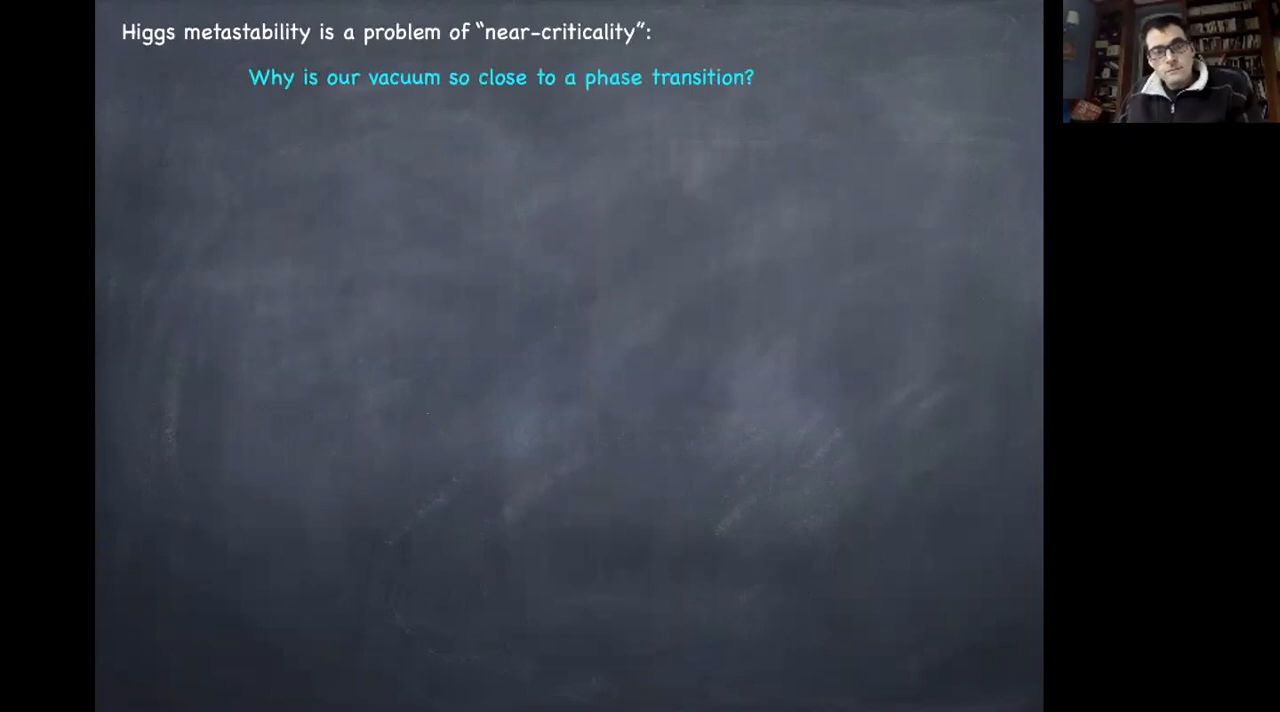 Higgs metastability is a problem of “near-criticality”:
Why is our vacuum so close to a phase transition?